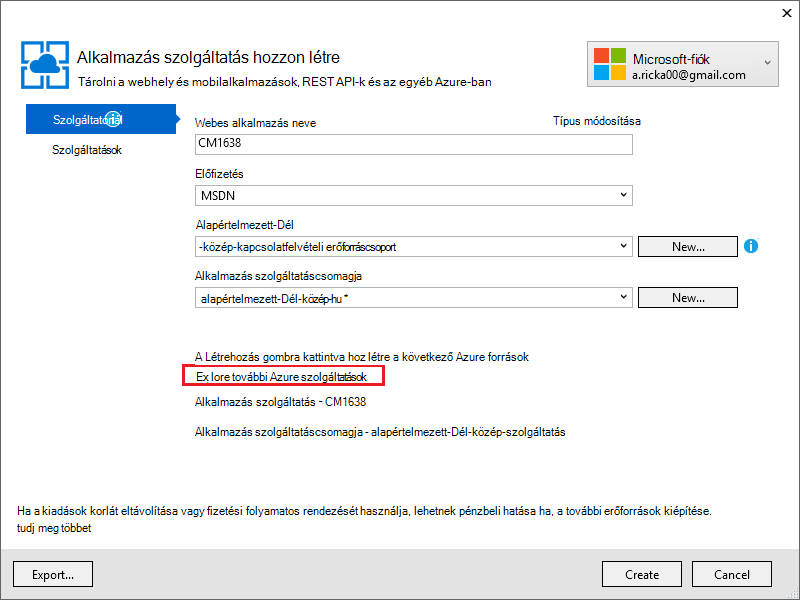 Alkalmazás szolgáltatás hozzon létre
Tárolni a webhely és mobilalkalmazások, REST API-k és az egyéb Azure-ban
Microsoft-fiók
a.ricka00@gmail.com
Szolgáltatónál
Szolgáltatások
Webes alkalmazás neve
Típus módosítása
CM1638
Előfizetés
MSDN
Alapértelmezett-Dél
-közép-kapcsolatfelvételi erőforráscsoport
New...
Alkalmazás szolgáltatáscsomagja
alapértelmezett-Dél-közép-hu *
New...
A Létrehozás gombra kattintva hoz létre a következő Azure források
Ex lore további Azure szolgáltatások
Alkalmazás szolgáltatás - CM1638
Alkalmazás szolgáltatáscsomagja - alapértelmezett-Dél-közép-szolgáltatás
Ha a kiadások korlát eltávolítása vagy fizetési folyamatos rendezését használja, lehetnek pénzbeli hatása ha, a további erőforrások kiépítése.
tudj meg többet
Export...
Create
Cancel